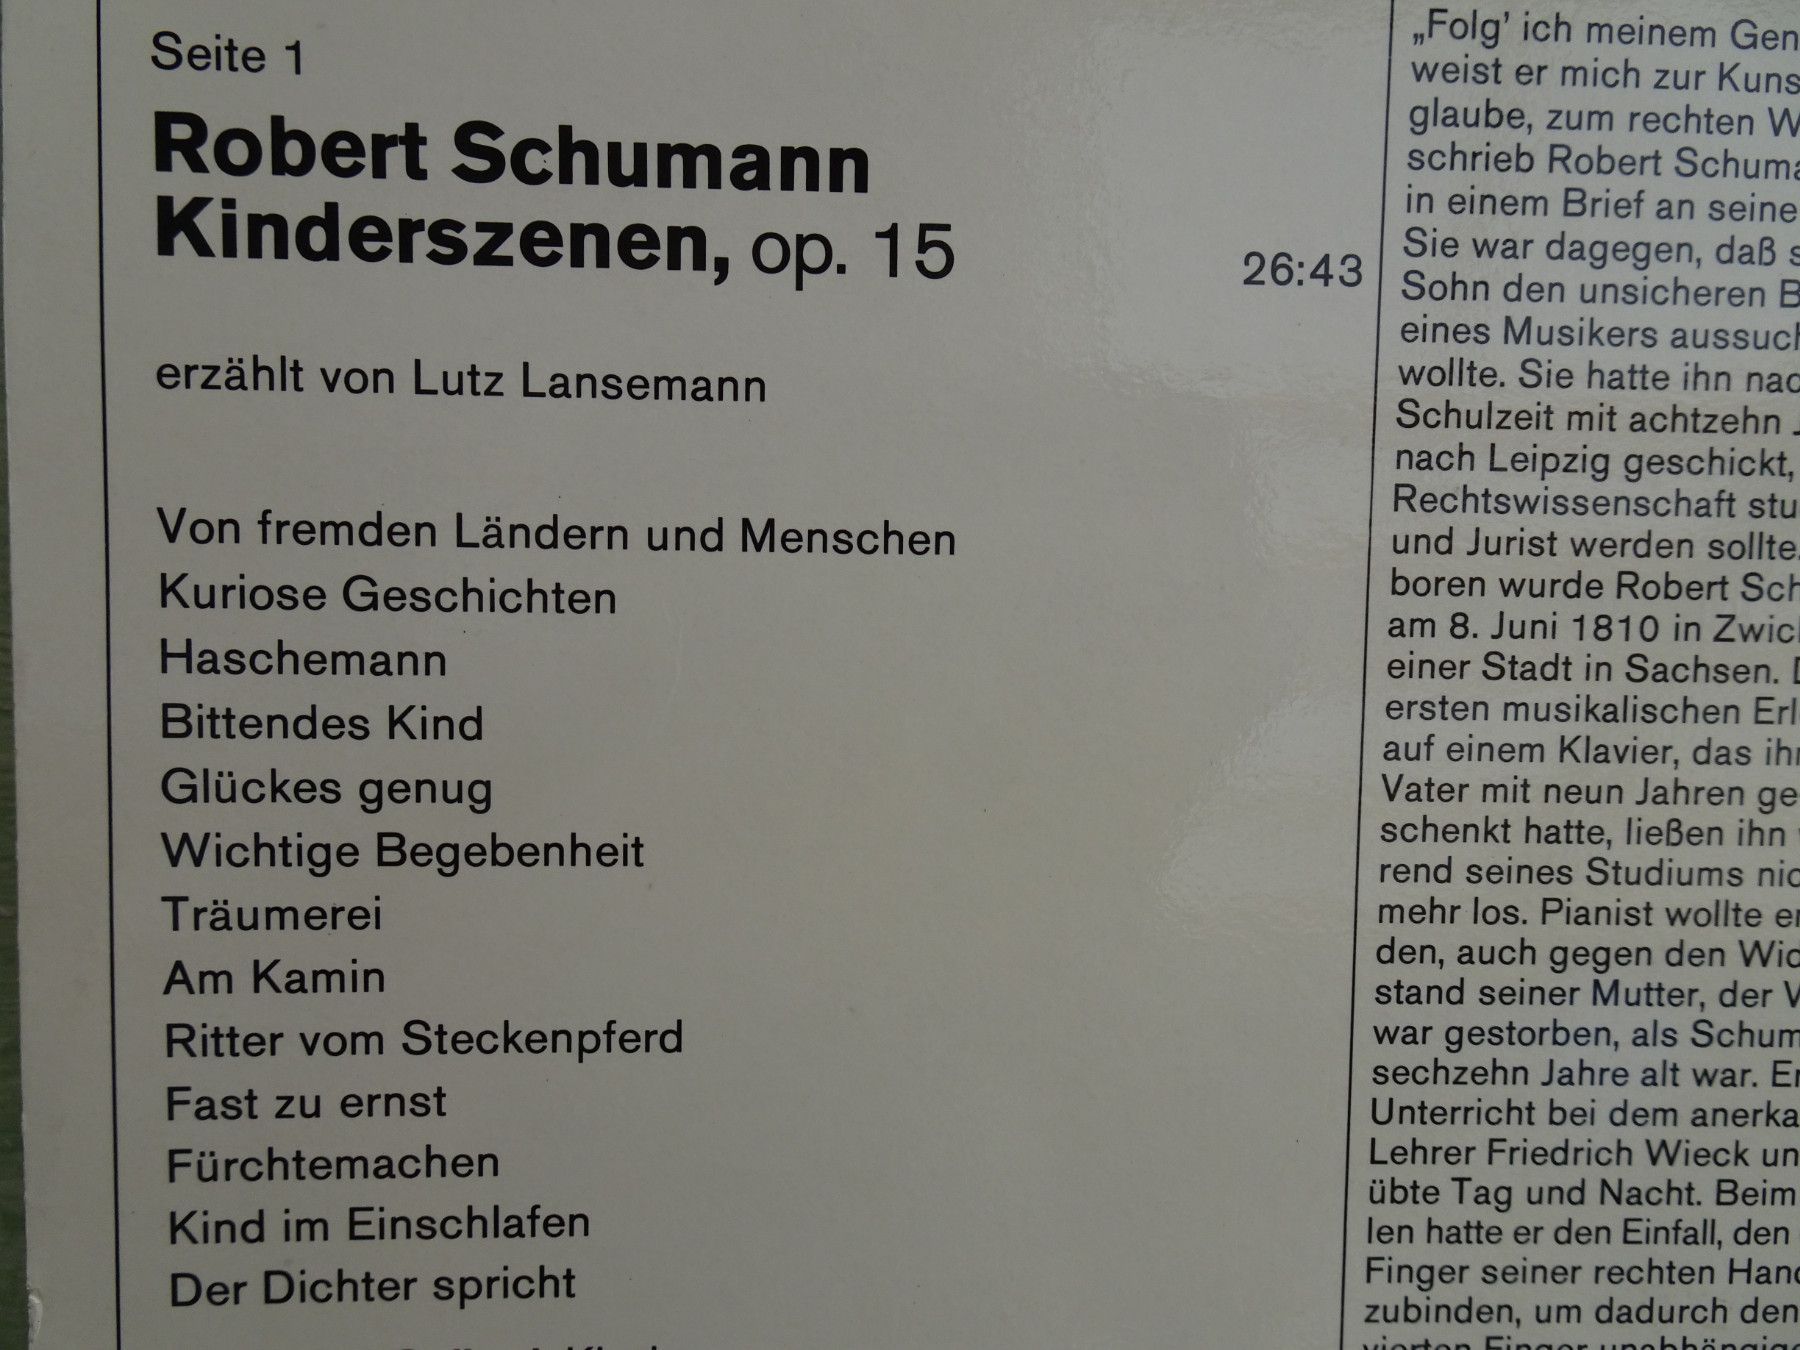 Seite 1
Robert Schumann
Kinderszenen, op. 15
26:43
erzählt von Lutz Lansemann
Von fremden Ländern und Menschen
Kuriose Geschichten
Haschemann
Bittendes Kind
Glückes genug
Wichtige Begebenheit
Träumerei
Am Kamin
Ritter vom Steckenpferd
Fast zu ernst
Fürchtemachen
Kind im Einschlafen
Der Dichter spricht
„Folg' ich meinem
weist er mich zur
glaube, zum rechten
schrieb Robert
in einem Brief an seine
Sie war dagegen, daß
Sohn den unsicheren
eines Musikers
wollte. Sie hatte ihn
Schulzeit mit achtzehn
nach Leipzig geschickt,
Rechtswissenschaft
und Jurist werden sollte.
boren wurde Robert
am 8. Juni 1810 in
einer Stadt in Sachsen.
ersten musikalischen
auf einem Klavier, das
Vater mit neun Jahren ge
schenkt hatte, ließen ihn
rend seines Studiums
mehr los. Pianist wollte
den, auch gegen den
stand seiner Mutter, der
war gestorben, als
sechzehn Jahre alt war.
Unterricht bei dem
Lehrer Friedrich Wieck
übte Tag und Nacht. Beim
len hatte er den Einfall, den
Finger seiner rechten
zubinden, um dadurch den